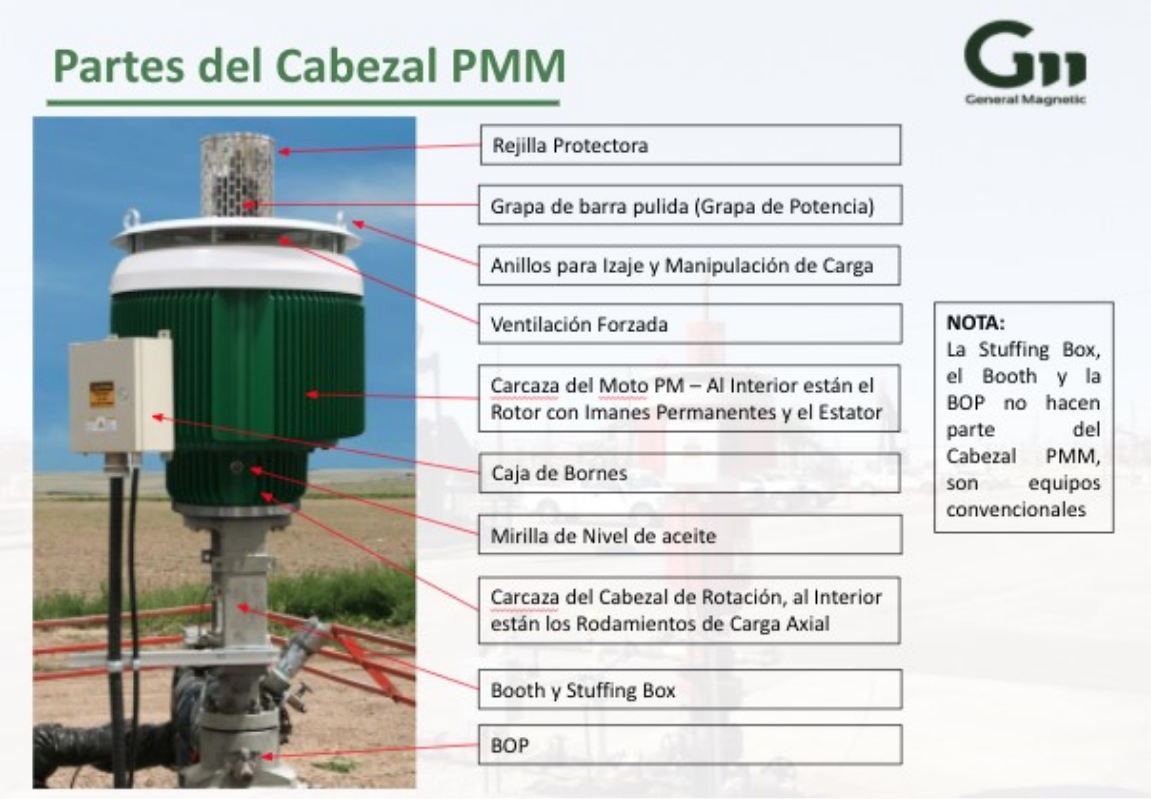 Partes del Cabezal PMM
Gm
General Magnetic
Rejilla Protectora
Grapa de barra pulida (Grapa de Potencia)
Anillos para Izaje y Manipulación de Carga
Ventilación Forzada
Carcaza del Moto PM – Al Interior están el
Rotor con Imanes Permanentes y el Estator
Caja de Bornes
Mirilla de Nivel de aceite
Carcaza del Cabezal de Rotación, al Interior
están los Rodamientos de Carga Axial
Booth y Stuffing Box
BOP
NOTA:
La Stuffing Box,
el Booth y la
BOP no hacen
parte del
Cabezal PMM,
son equipos
convencionales